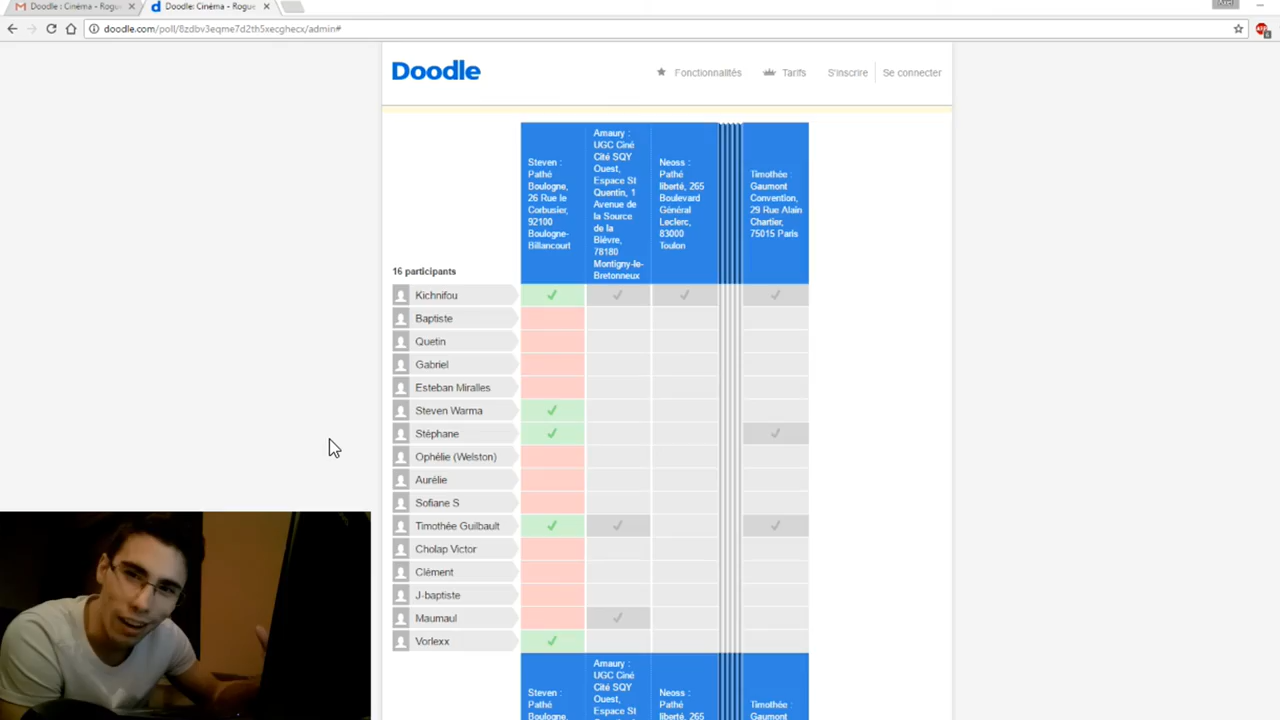 Doodle : Cinéma - Rogue
Doodle: Cinéma - Rogue
doodle.com/poll/8zdbv3eqme7d2th5xecghecx/admin#
Doodle
Fonctionnalités
Tarifs
S'inscrire
Se connecter
Steven :
Pathé
Boulogne,
26 Rue le
Corbusier,
92100
Boulogne-
Billancourt
Amaury :
UGC Ciné
Cité SQY
Ouest,
Espace St
Quentin, 1
Avenue de
la Source
de la
Bièvre,
78180
Montigny-le-
Bretonneux
Neoss :
Pathé
liberté, 265
Boulevard
Général
Leclerc,
83000
Toulon
Timothée :
Gaumont
Convention,
29 Rue Alain
Chartier,
75015 Paris
16 participants
Kichnifou
Baptiste
Quetin
Gabriel
Esteban Miralles
Steven Warma
Stéphane
Ophélie (Welston)
Aurélie
Sofiane S
Timothée Guilbault
Cholap Victor
Clément
J-baptiste
Maumaul
Vorlexx
Steven :
Pathé
Boulogne,
Amaury :
UGC Ciné
Cité SQY
Ouest,
Espace St
Neoss :
Pathé
liberté, 265
Timothée :
Gaumont